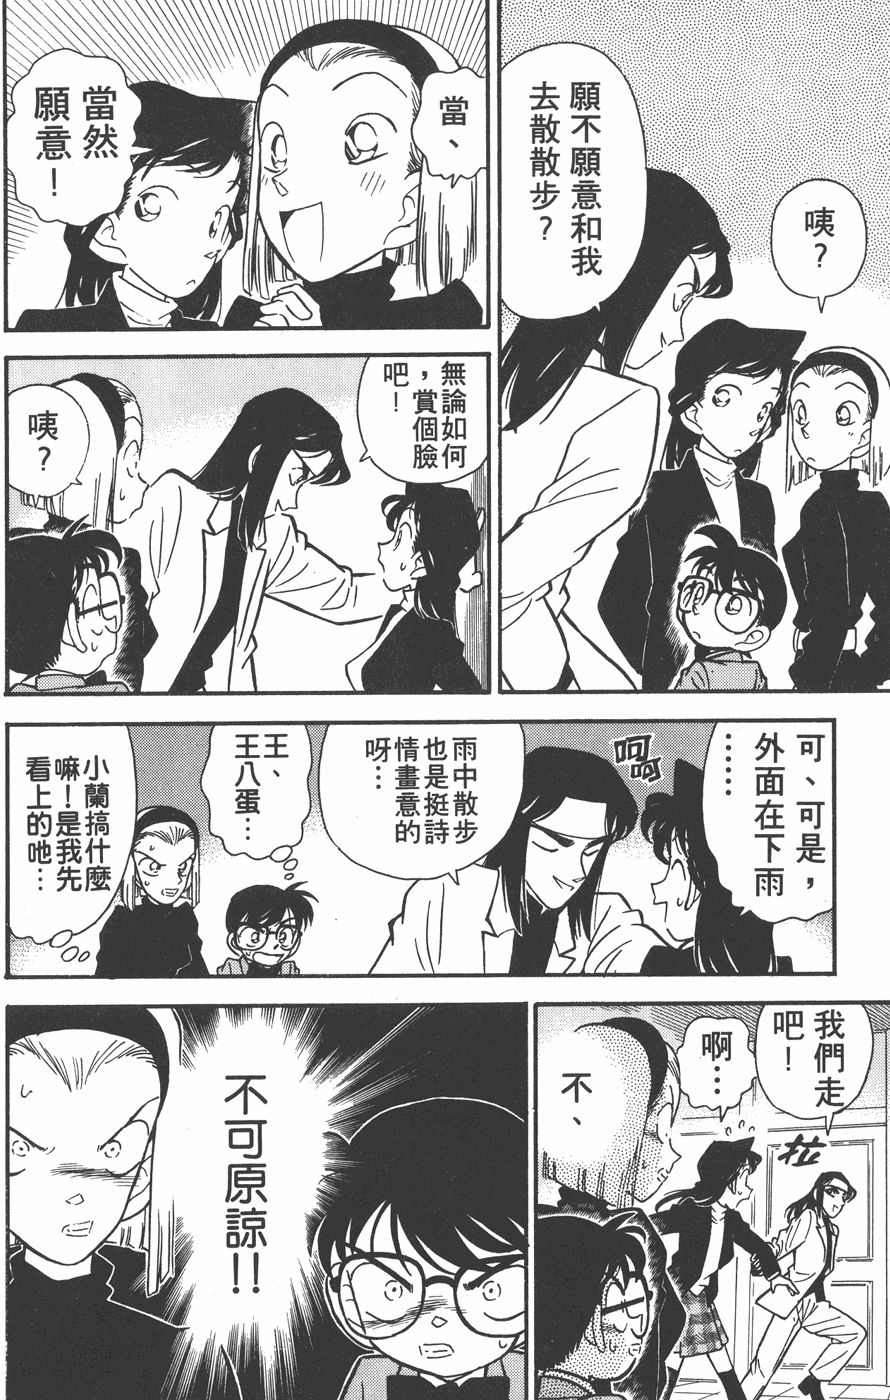 咦？
願不願意和我
去散散步？
當、
當然
願意！
無論如何
，賞個臉
吧！
咦？
可、可是，
外面在下雨
……
呵呵
雨中散步
也是挺詩
情畫意的
呀…
王、
王八蛋…
小蘭搞什麼
嘛！是我先
看上的吔…
我們走
吧！
啊…
拉
不、
不可原諒!!